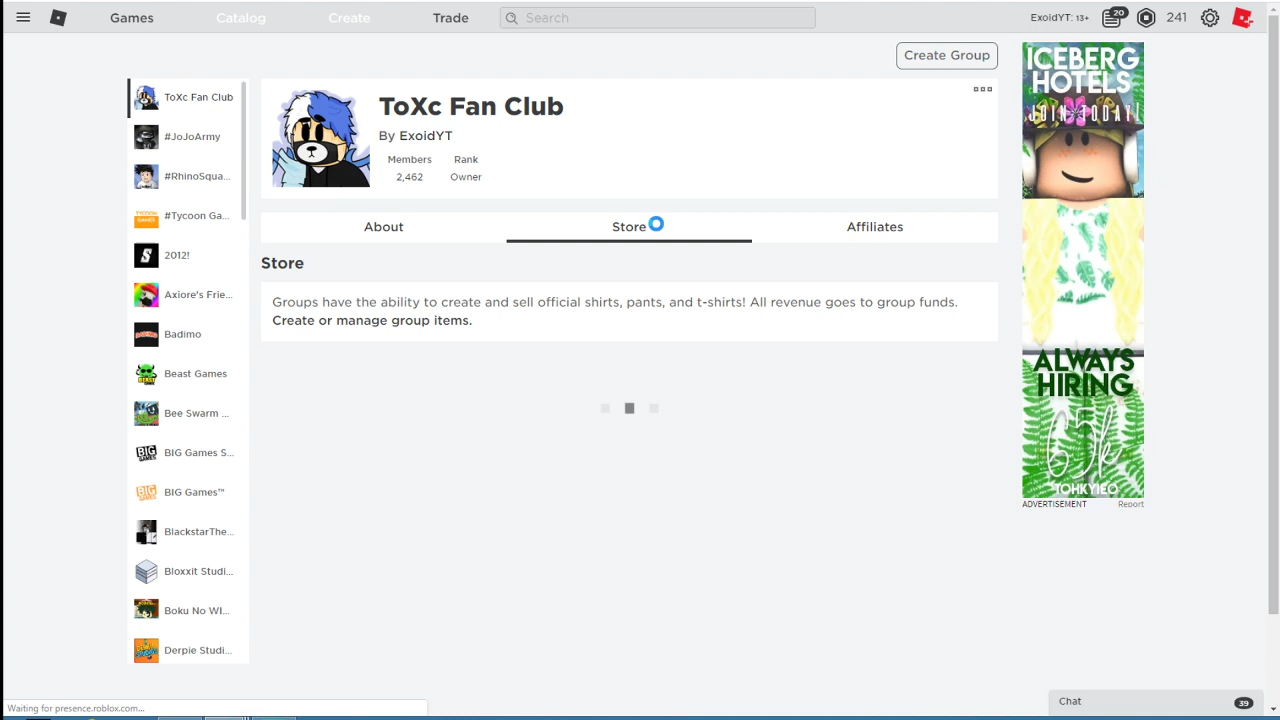 Games
Catalog
Create
Trade
Search
ExoidYT: 13+
20
241
Create Group
ToXc Fan Club
#JoJoArmy
#RhinoSqua...
#Tycoon Ga...
2012!
Axiore's Frie...
Badimo
Beast Games
Bee Swarm ...
BIG Games S...
BIG Games™
BlackstarThe...
Bloxxit Studi...
Boku No WI...
Derpie Studi...
ToXc Fan Club
By ExoidYT
Members
Rank
2,462
Owner
About
Store
Affiliates
Store
Groups have the ability to create and sell official shirts, pants, and t-shirts! All revenue goes to group funds.
Create or manage group items.
ICEBERG
HOTELS
JOIN TODAY!
ALWAYS
HIRING
65k
TOHKYIEO
ADVERTISEMENT
Report
Waiting for presence.roblox.com...
Chat
39